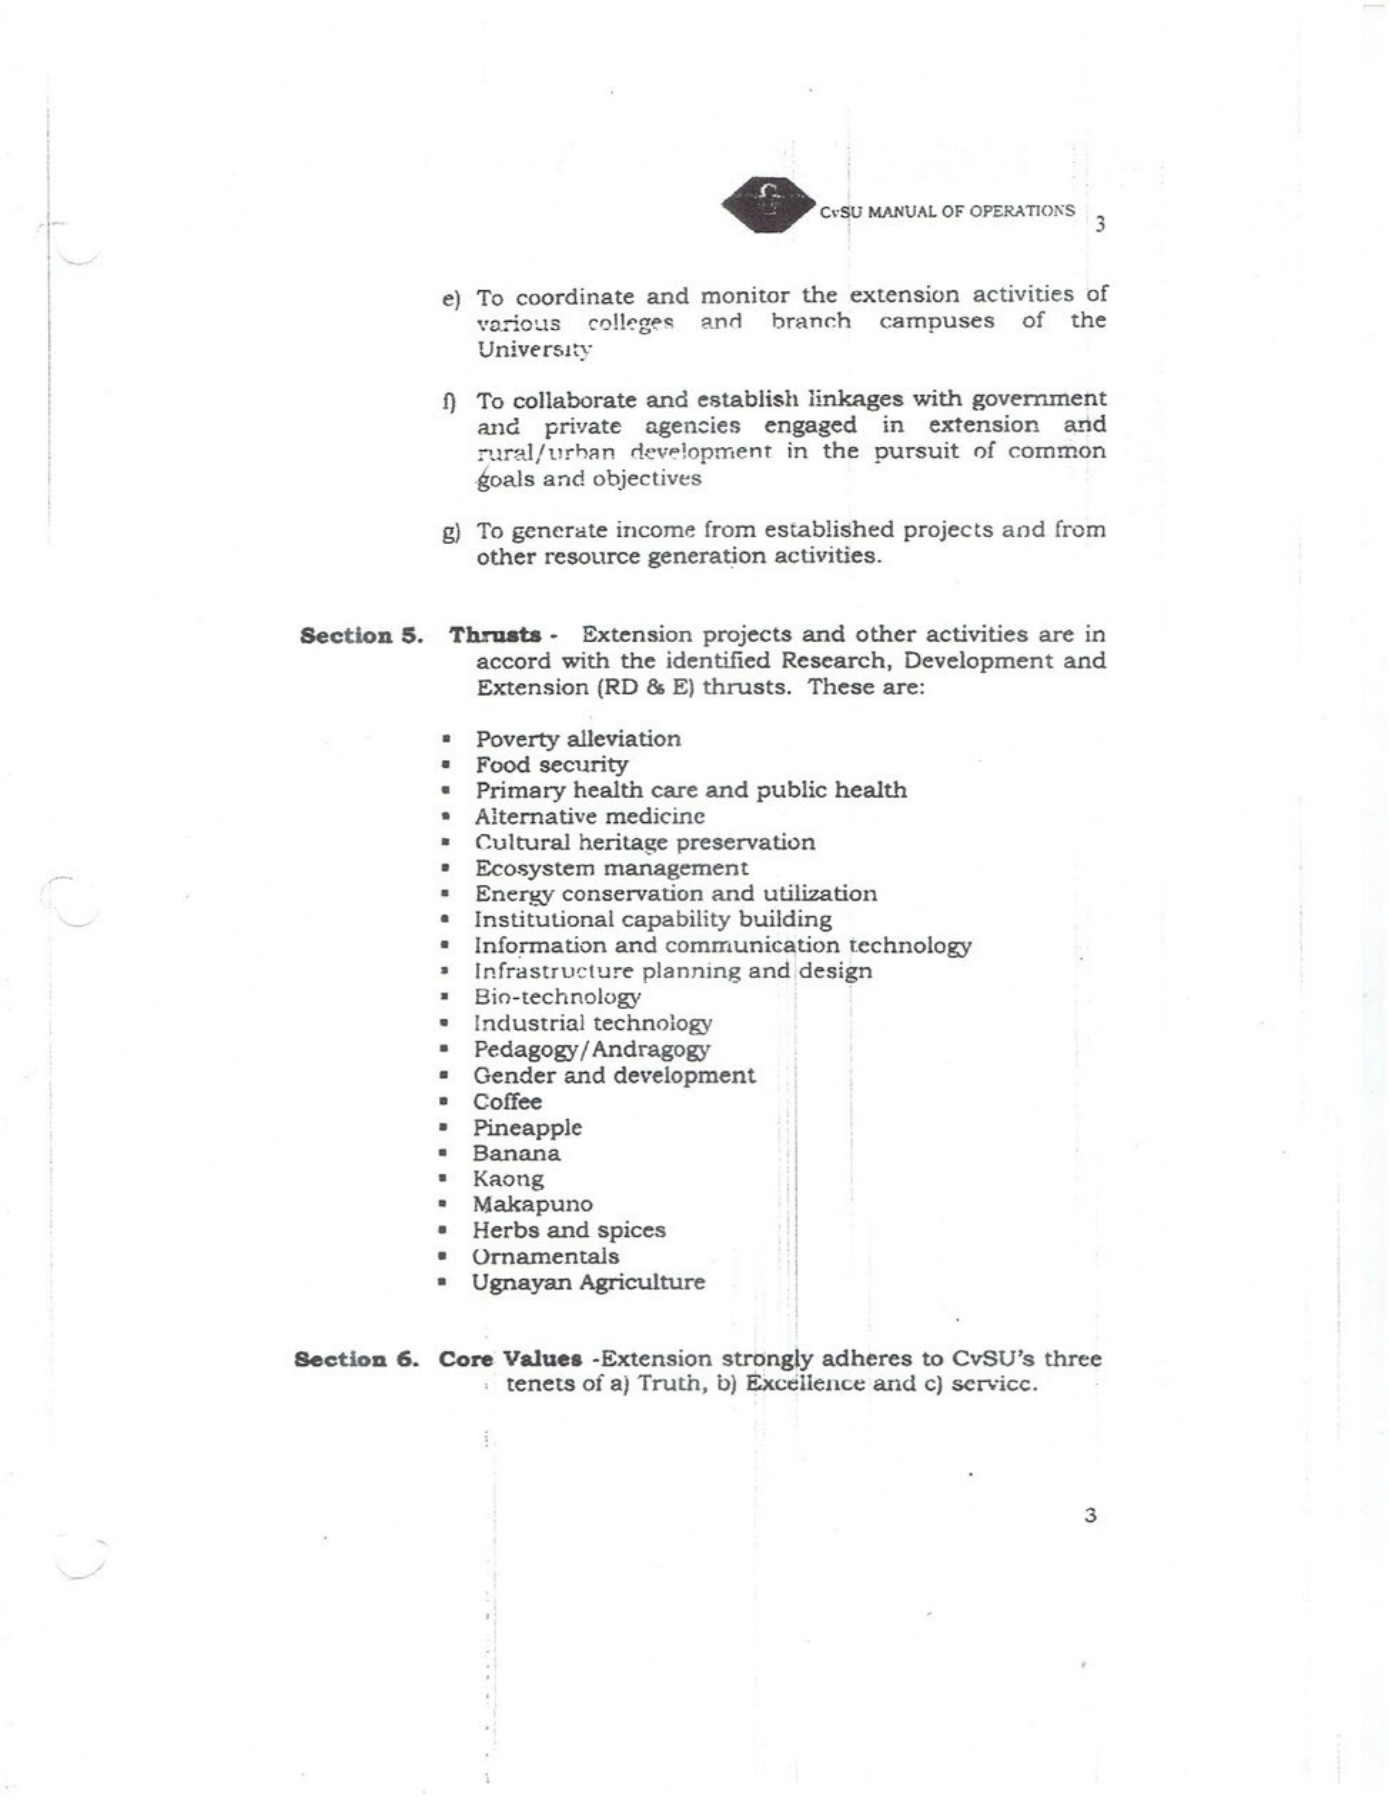 CvSU MANUAL OF OPERATIONS
3
e) To coordinate and monitor the extension activities of
various colleges and branch campuses of the
University
f) To collaborate and establish linkages with government
and private agencies engaged in extension and
rural/urban development in the pursuit of common
goals and objectives
g) To generate income from established projects and from
other resource generation activities.
Section 5. Thrusts - Extension projects and other activities are in
accord with the identified Research, Development and
Extension (RD & E) thrusts. These are:
▪ Poverty alleviation
▪ Food security
▪ Primary health care and public health
▪ Alternative medicine
▪ Cultural heritage preservation
▪ Ecosystem management
▪ Energy conservation and utilization
▪ Institutional capability building
▪ Information and communication technology
▪ Infrastructure planning and design
▪ Bio-technology
▪ Industrial technology
▪ Pedagogy/Andragogy
▪ Gender and development
▪ Coffee
▪ Pineapple
▪ Banana
▪ Kaong
▪ Makapuno
▪ Herbs and spices
▪ Ornamentals
▪ Ugnayan Agriculture
Section 6. Core Values -Extension strongly adheres to CvSU's three
tenets of a) Truth, b) Excellence and c) service.
3